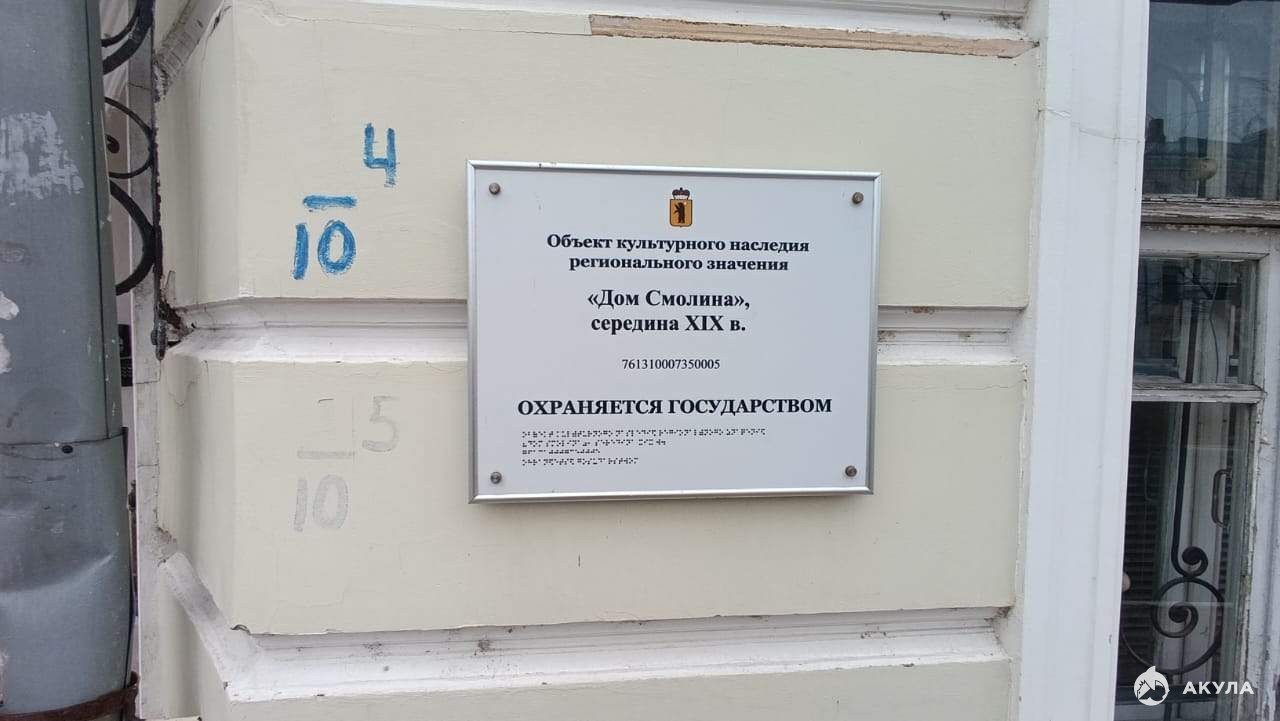 4
10
Объект культурного наследия
регионального значения
«Дом Смолина»,
середина XIX в.
761310007350005
ОХРАНЯЕТСЯ ГОСУДАРСТВОМ
5
10
АКУЛА